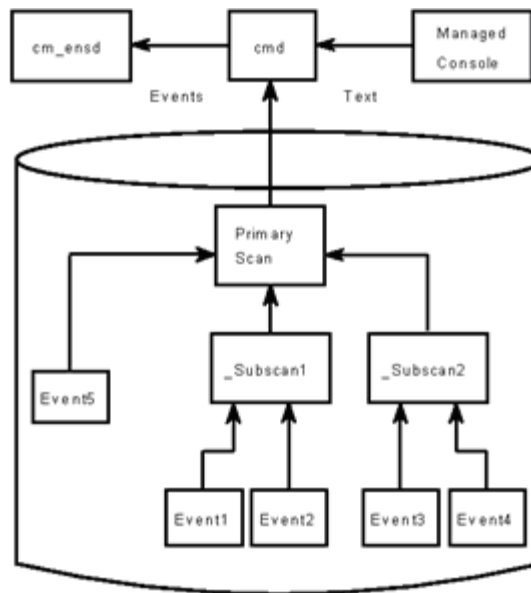 cm_ensd
cmd
Managed
Console
Events
Text
Primary
Scan
_Subscan1
_Subscan2
Event5
Event1
Event2
Event3
Event4